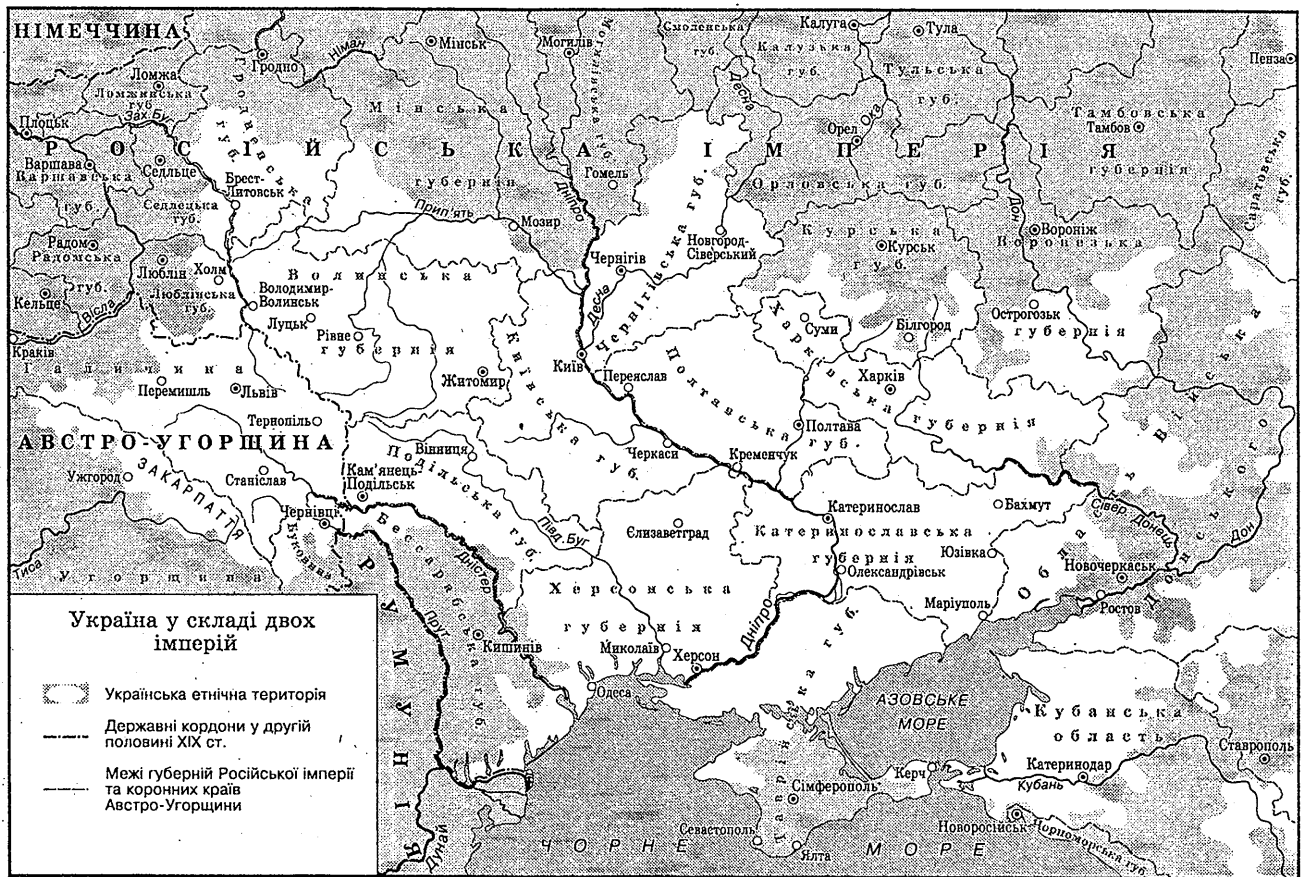 НІМЕЧЧИНА
Гродно
Німан
Мінськ
Могилів
Могилівська губ.
Смоленська
губ.
Калуга
Калузька
губ.
Тула
Тульська
губ.
Пенза
Ломжа
Ломжинська
губ.
Зах. Буг
Плоцьк
Гродненська
губ.
Мінська
губернія
Десна
Ока
Орел
Орловська губ.
Тамбовська
Тамбов
губернія
Саратовська
губ.
РОСІЙСЬКА ІМПЕРІЯ
Варшава
Варшавська
губ.
Седльце
Седлецька
губ.
Брест-
Литовськ
Дніпро
Гомель
Прип'ять
Мозир
Новгород-
Сіверський
Чернігівська губ.
Чернігів
Десна
Курська
губ.
Курськ
Дон
Вороніж
Воронезька
губернія
Острогозьк
Радом
Радомська
губ.
Кельце
Вісла
Люблін
Холм
Люблінська
губ.
Волинська
губернія
Володимир-
Волинськ
Луцьк
Рівне
Житомир
Київська губ.
Київ
Переяслав
Полтавська
губ.
Суми
Білгород
Харків
Харківська губернія
Краків
Галичина
Перемишль
Львів
Тернопіль
АВСТРО-УГОРЩИНА
Ужгород
ЗАКАРПАТТЯ
Станіслав
Вінниця
Подільська губ.
Кам'янець-
Подільськ
Черкаси
Кременчук
Полтава
Область Війська Донського
Чернівці
Буковина
Бессарабська губ.
Дністер
Півд. Буг
Єлизаветград
Катеринослав
Катеринославська
губернія
Бахмут
Юзівка
Сівер. Донець
Дон
Новочеркаськ
Ростов
Тиса
Угорщина
РУМУНІЯ
Прут
Кишинів
Херсонська
губернія
Олександрівськ
Маріуполь
Дніпро
Миколаїв
Херсон
Одеса
Таврійська губ.
АЗОВСЬКЕ
МОРЕ
Кубанська
область
Ставрополь
Катеринодар
Кубань
Керч
Сімферополь
Новоросійськ
Чорноморська губ.
Севастополь
Ялта
ЧОРНЕ МОРЕ
Дунай
Україна у складі двох
імперій
Українська етнічна територія
Державні кордони у другій
половині XIX ст.
Межі губерній Російської імперії
та коронних країв
Австро-Угорщини